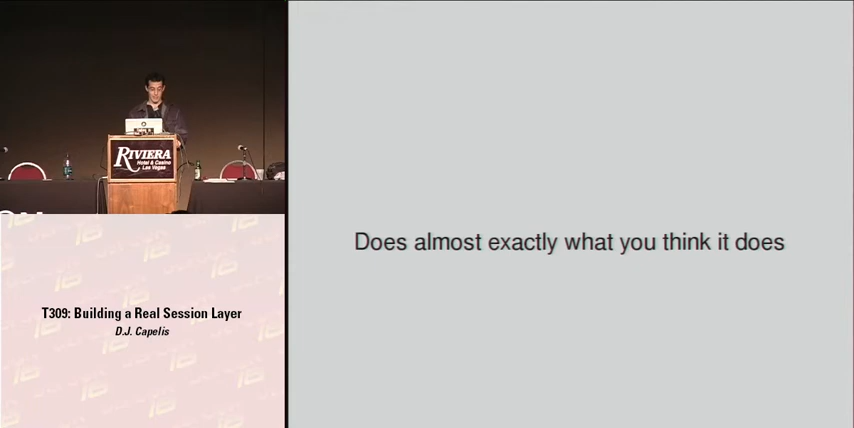 RIVIERA
Hotel & Casino
Las Vegas
T309: Building a Real Session Layer
D.J. Capelis
Does almost exactly what you think it does